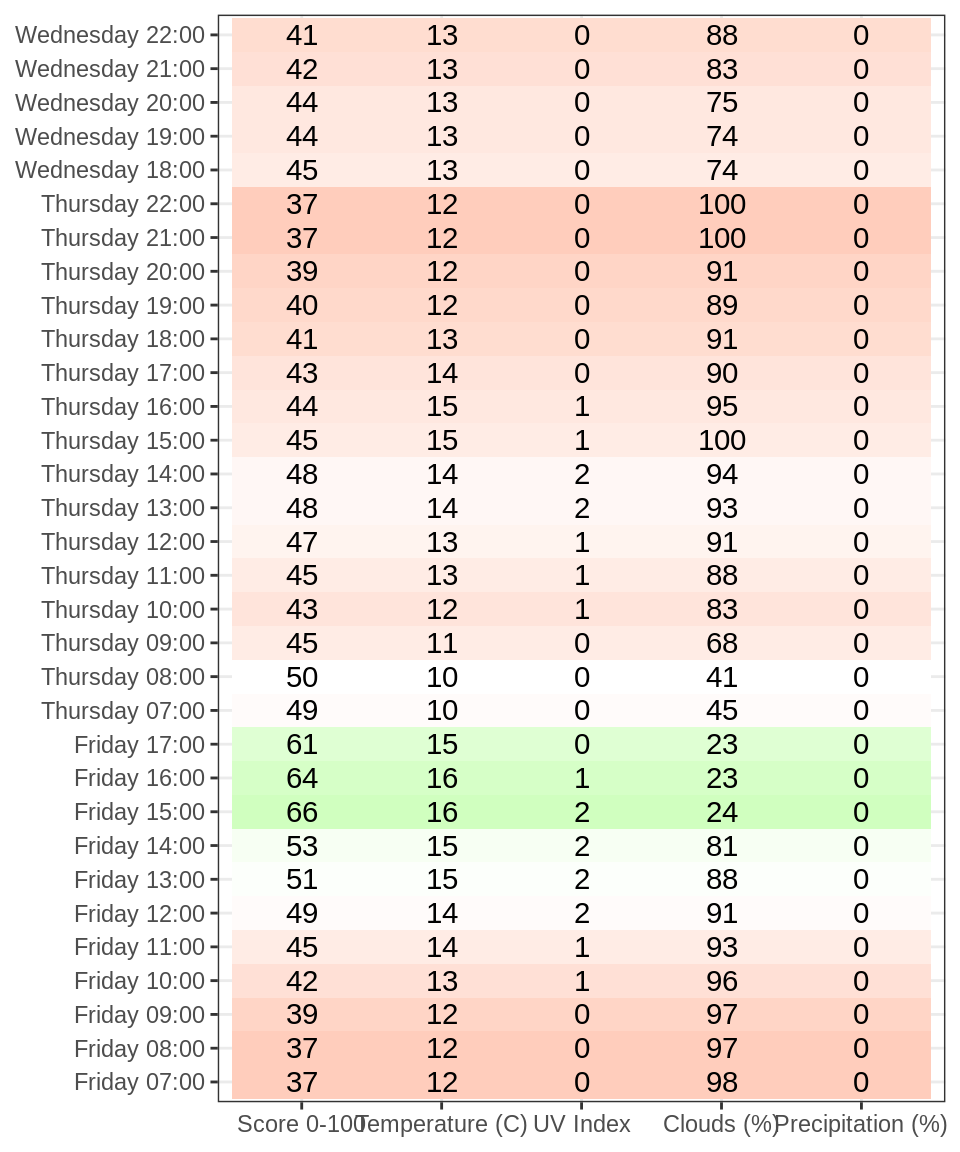 Wednesday 22:00 41 13 0 88 0
Wednesday 21:00 42 13 0 83 0
Wednesday 20:00 44 13 0 75 0
Wednesday 19:00 44 13 0 74 0
Wednesday 18:00 45 13 0 74 0
Thursday 22:00 37 12 0 100 0
Thursday 21:00 37 12 0 100 0
Thursday 20:00 39 12 0 91 0
Thursday 19:00 40 12 0 89 0
Thursday 18:00 41 13 0 91 0
Thursday 17:00 43 14 0 90 0
Thursday 16:00 44 15 1 95 0
Thursday 15:00 45 15 1 100 0
Thursday 14:00 48 14 2 94 0
Thursday 13:00 48 14 2 93 0
Thursday 12:00 47 13 1 91 0
Thursday 11:00 45 13 1 88 0
Thursday 10:00 43 12 1 83 0
Thursday 09:00 45 11 0 68 0
Thursday 08:00 50 10 0 41 0
Thursday 07:00 49 10 0 45 0
Friday 17:00 61 15 0 23 0
Friday 16:00 64 16 1 23 0
Friday 15:00 66 16 2 24 0
Friday 14:00 53 15 2 81 0
Friday 13:00 51 15 2 88 0
Friday 12:00 49 14 2 91 0
Friday 11:00 45 14 1 93 0
Friday 10:00 42 13 1 96 0
Friday 09:00 39 12 0 97 0
Friday 08:00 37 12 0 97 0
Friday 07:00 37 12 0 98 0
Score 0-100 Temperature (C) UV Index Clouds (%) Precipitation (%)